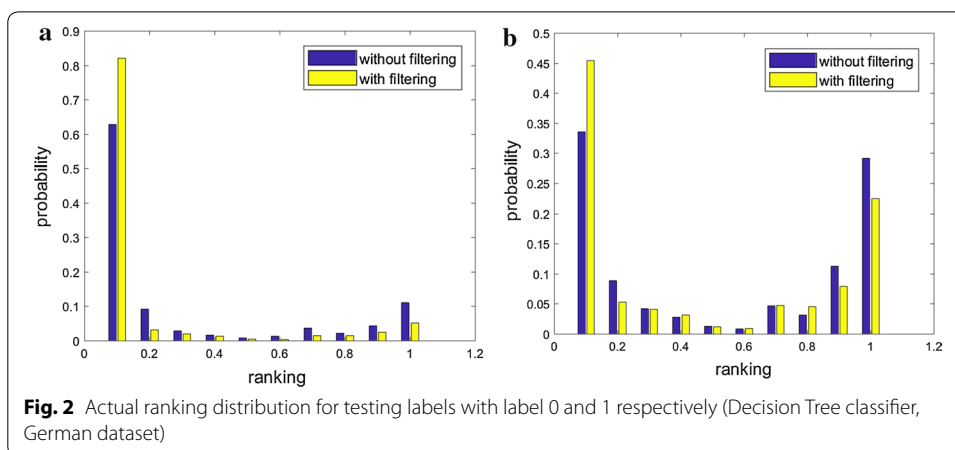 a
0.9
0.8
0.7
0.6
0.5
0.4
0.3
0.2
0.1
0
probability
without filtering
with filtering
0 0.2 0.4 0.6 0.8 1 1.2
ranking
b
0.5
0.45
0.4
0.35
0.3
0.25
0.2
0.15
0.1
0.05
0
probability
without filtering
with filtering
0 0.2 0.4 0.6 0.8 1 1.2
ranking
Fig. 2 Actual ranking distribution for testing labels with label 0 and 1 respectively (Decision Tree classifier,
German dataset)